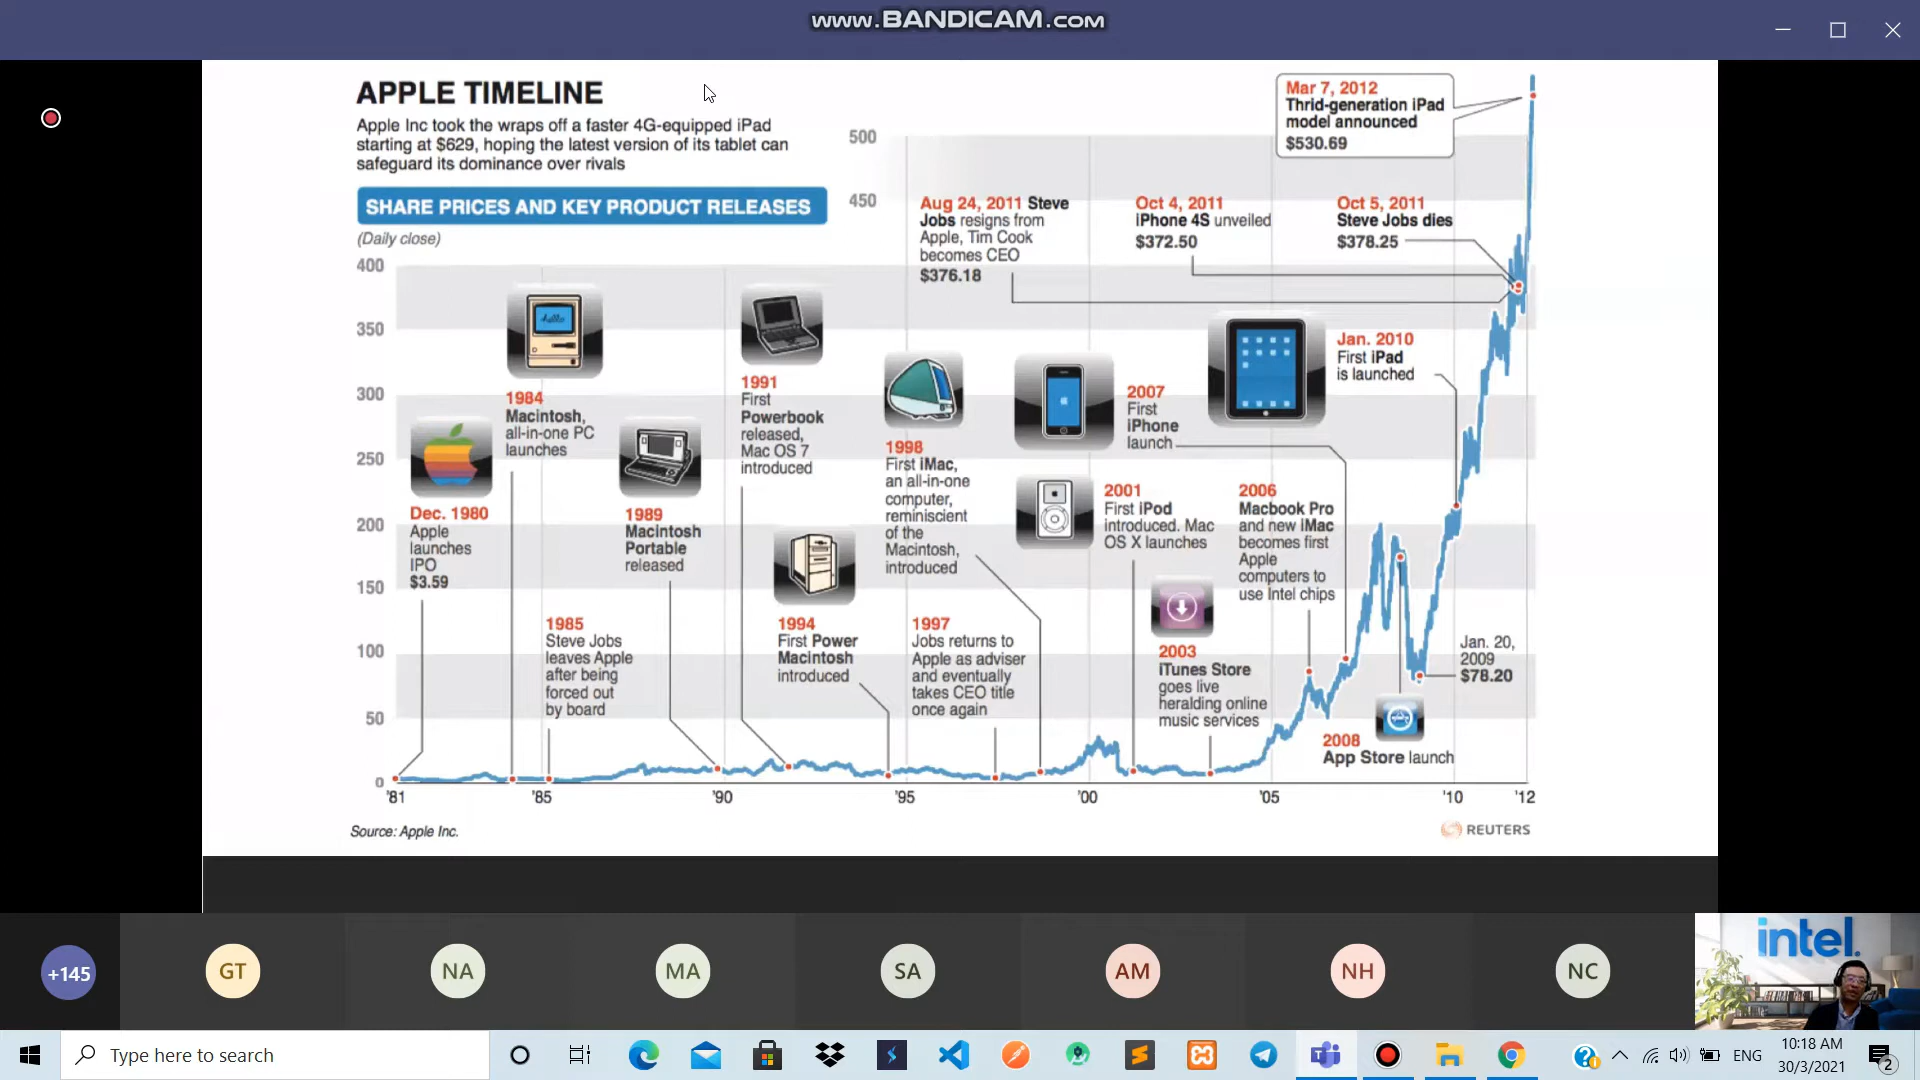 www.BANDICAM.com
APPLE TIMELINE
Apple Inc took the wraps off a faster 4G-equipped iPad
starting at $629, hoping the latest version of its tablet can
safeguard its dominance over rivals
SHARE PRICES AND KEY PRODUCT RELEASES
(Daily close)
500
450
400
350
300
250
200
150
100
50
0
Mar 7, 2012
Thrid-generation iPad
model announced
$530.69
Aug 24, 2011 Steve
Jobs resigns from
Apple, Tim Cook
becomes CEO
$376.18
Oct 4, 2011
iPhone 4S unveiled
$372.50
Oct 5, 2011
Steve Jobs dies
$378.25
hello
1984
Macintosh,
all-in-one PC
launches
1991
First
Powerbook
released,
Mac OS 7
introduced
1998
First iMac,
an all-in-one
computer,
reminiscent
of the
Macintosh,
introduced
2007
First
iPhone
launch
Jan. 2010
First iPad
is launched
Dec. 1980
Apple
launches
IPO
$3.59
1989
Macintosh
Portable
released
2001
First iPod
introduced. Mac
OS X launches
2006
Macbook Pro
and new iMac
becomes first
Apple
computers to
use Intel chips
1985
Steve Jobs
leaves Apple
after being
forced out
by board
1994
First Power
Macintosh
introduced
1997
Jobs returns to
Apple as adviser
and eventually
takes CEO title
once again
2003
iTunes Store
goes live
heralding online
music services
Jan. 20,
2009
$78.20
2008
App Store launch
'81
'85
'90
'95
'00
'05
'10
'12
Source: Apple Inc.
REUTERS
+145
GT
NA
MA
SA
AM
NH
NC
intel.
Type here to search
ENG
10:18 AM
30/3/2021
2